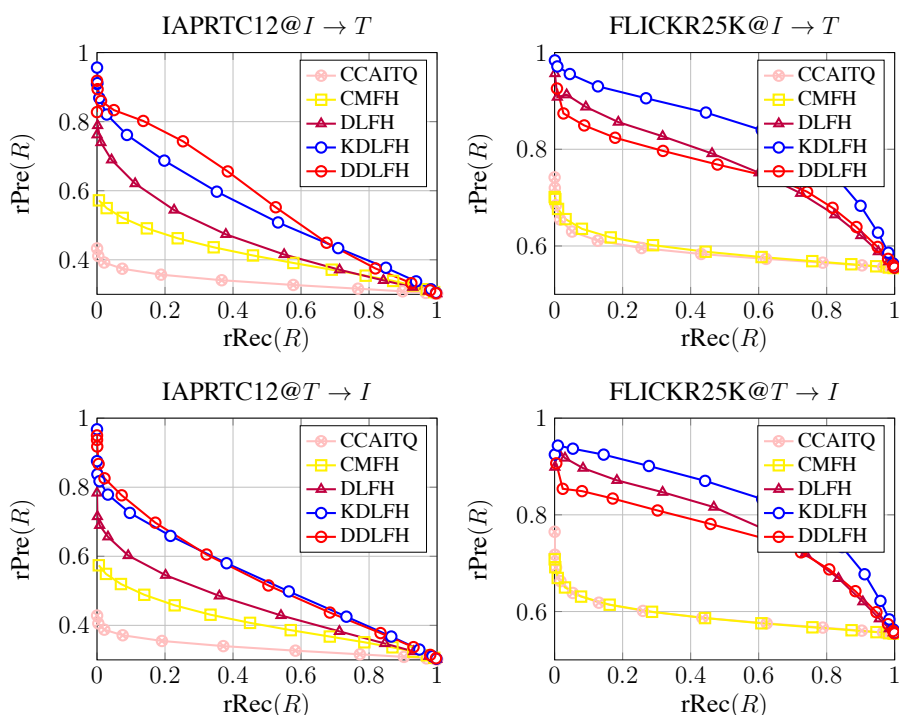 IAPRTC12@I → T
rPre(R)
1
0.8
0.6
0.4
0 0.2 0.4 0.6 0.8 1
rRec(R)
CCAITQ
CMFH
DLFH
KDLFH
DDLFH
FLICKR25K@I → T
rPre(R)
1
0.8
0.6
0 0.2 0.4 0.6 0.8 1
rRec(R)
CCAITQ
CMFH
DLFH
KDLFH
DDLFH
IAPRTC12@T → I
rPre(R)
1
0.8
0.6
0.4
0 0.2 0.4 0.6 0.8 1
rRec(R)
CCAITQ
CMFH
DLFH
KDLFH
DDLFH
FLICKR25K@T → I
rPre(R)
1
0.8
0.6
0 0.2 0.4 0.6 0.8 1
rRec(R)
CCAITQ
CMFH
DLFH
KDLFH
DDLFH